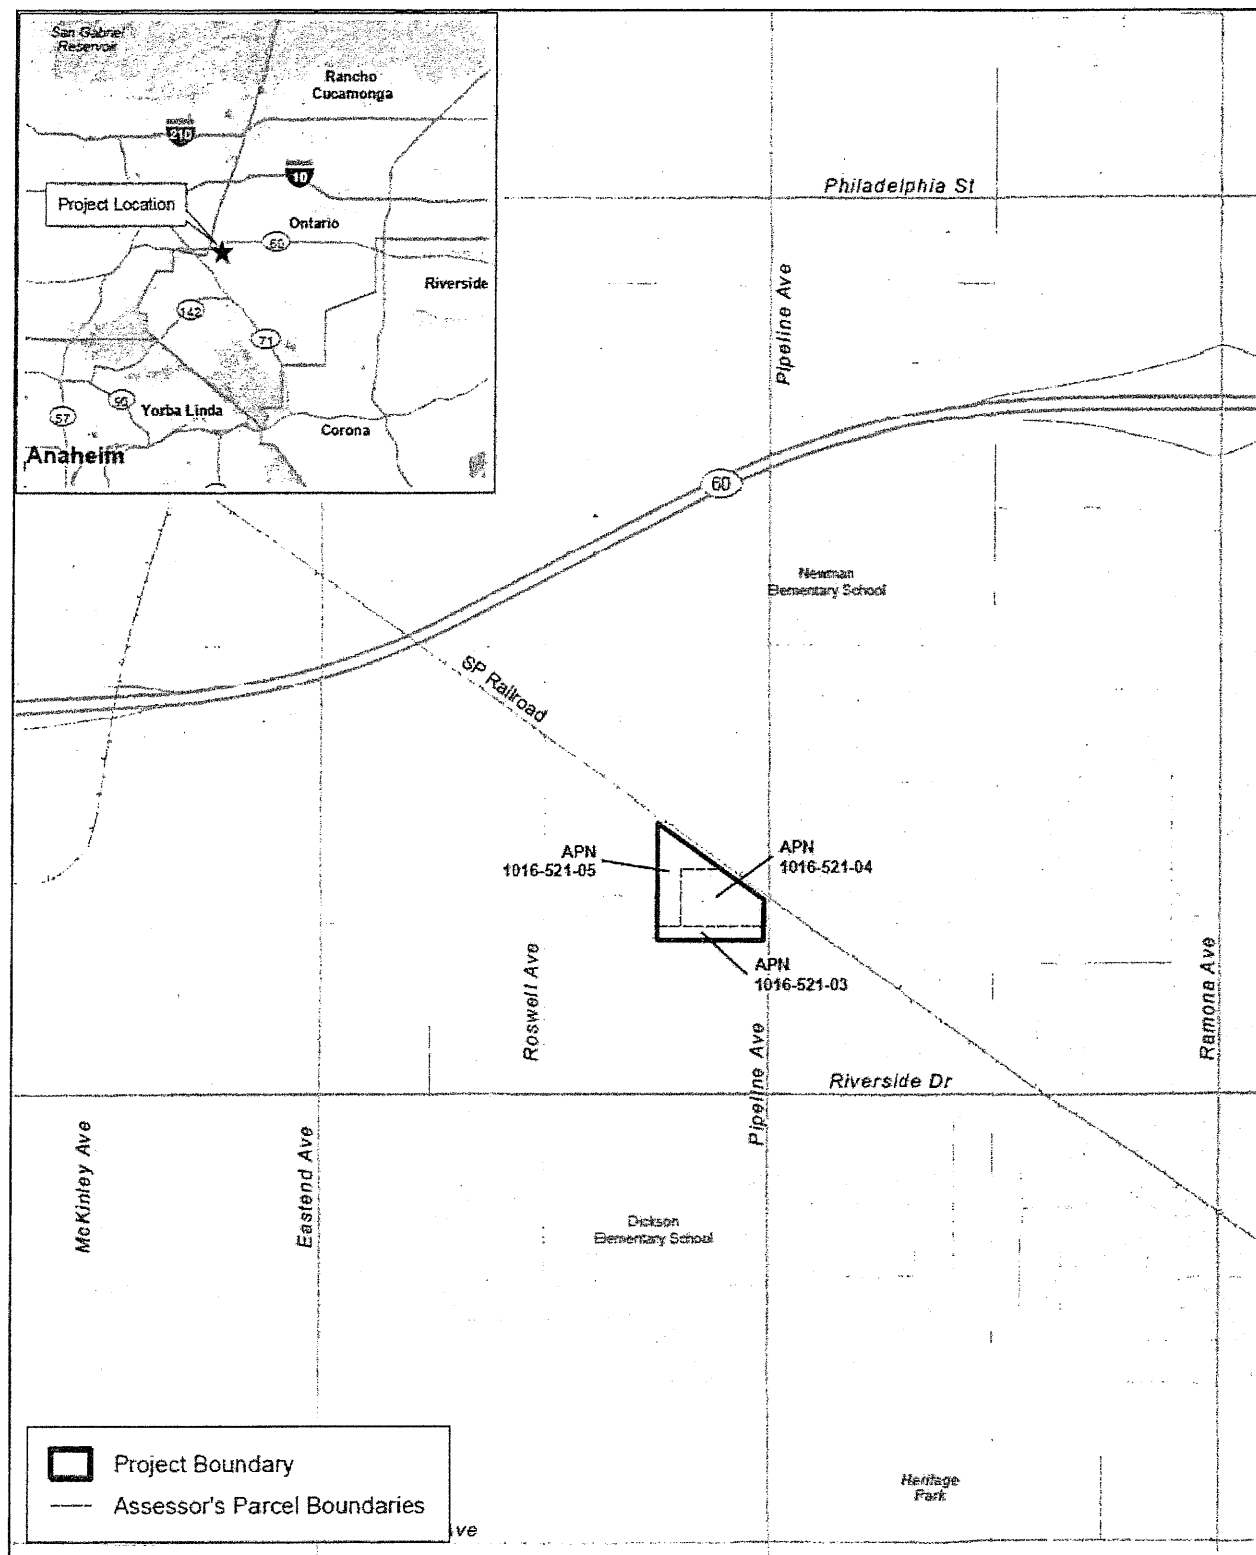 San Gabriel
Reservoir
Rancho
Cucamonga
210
10
Project Location
Ontario
60
Riverside
142
71
90
Yorba Linda
57
Corona
Anaheim
Philadelphia St
Pipeline Ave
60
Newman
Elementary School
SP Railroad
APN
1016-521-05
APN
1016-521-04
APN
1016-521-03
Roswell Ave
Ramona Ave
Pipeline Ave
Riverside Dr
McKinley Ave
Eastend Ave
Dickson
Elementary School
Heritage
Park
Project Boundary
Assessor's Parcel Boundaries
ve